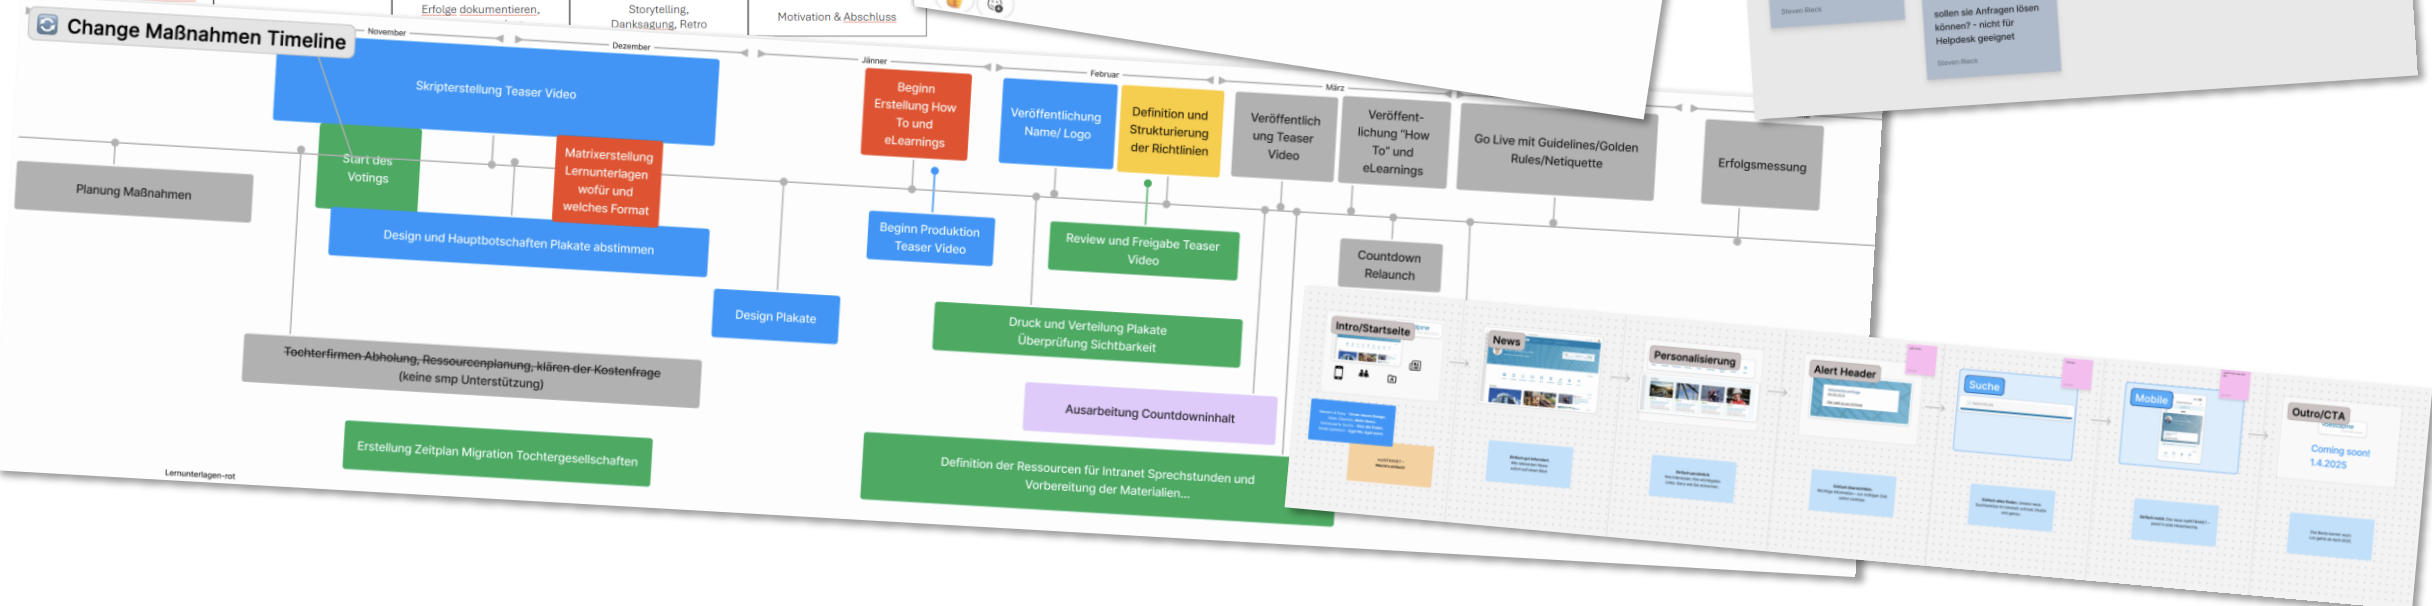 Erfolge dokumentieren,
Storytelling,
Danksagung, Retro
Motivation & Abschluss
Steven Rieck
sollen sie Anfragen lösen
können? - nicht für
Helpdesk geeignet
Steven Rieck
Change Maßnahmen Timeline
November
Dezember
Jänner
Februar
März
Skripterstellung Teaser Video
Beginn
Erstellung How
To und
eLearnings
Veröffentlichung
Name/ Logo
Definition und
Strukturierung
der Richtlinien
Veröffentlich
ung Teaser
Video
Veröffent-
lichung "How
To" und
eLearnings
Go Live mit Guidelines/Golden
Rules/Netiquette
Erfolgsmessung
Planung Maßnahmen
Start des
Votings
Matrixerstellung
Lernunterlagen
wofür und
welches Format
Design und Hauptbotschaften Plakate abstimmen
Beginn Produktion
Teaser Video
Review und Freigabe Teaser
Video
Countdown
Relaunch
Design Plakate
Druck und Verteilung Plakate
Überprüfung Sichtbarkeit
Tochterfirmen Abholung, Ressourcenplanung, klären der Kostenfrage
(keine smp Unterstützung)
Ausarbeitung Countdowninhalt
Erstellung Zeitplan Migration Tochtergesellschaften
Definition der Ressourcen für Intranet Sprechstunden und
Vorbereitung der Materialien...
Lernunterlagen-rot
Intro/Startseite
News
Personalisierung
Alert Header
Suche
Mobile
Outro/CTA
voestalpine
Coming soon!
1.4.2025